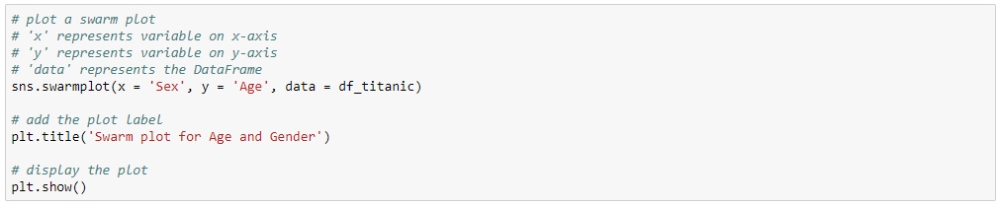 # plot a swarm plot
# 'x' represents variable on x-axis
# 'y' represents variable on y-axis
# 'data' represents the DataFrame
sns.swarmplot(x = 'Sex', y = 'Age', data = df_titanic)
# add the plot label
plt.title('Swarm plot for Age and Gender')
# display the plot
plt.show()